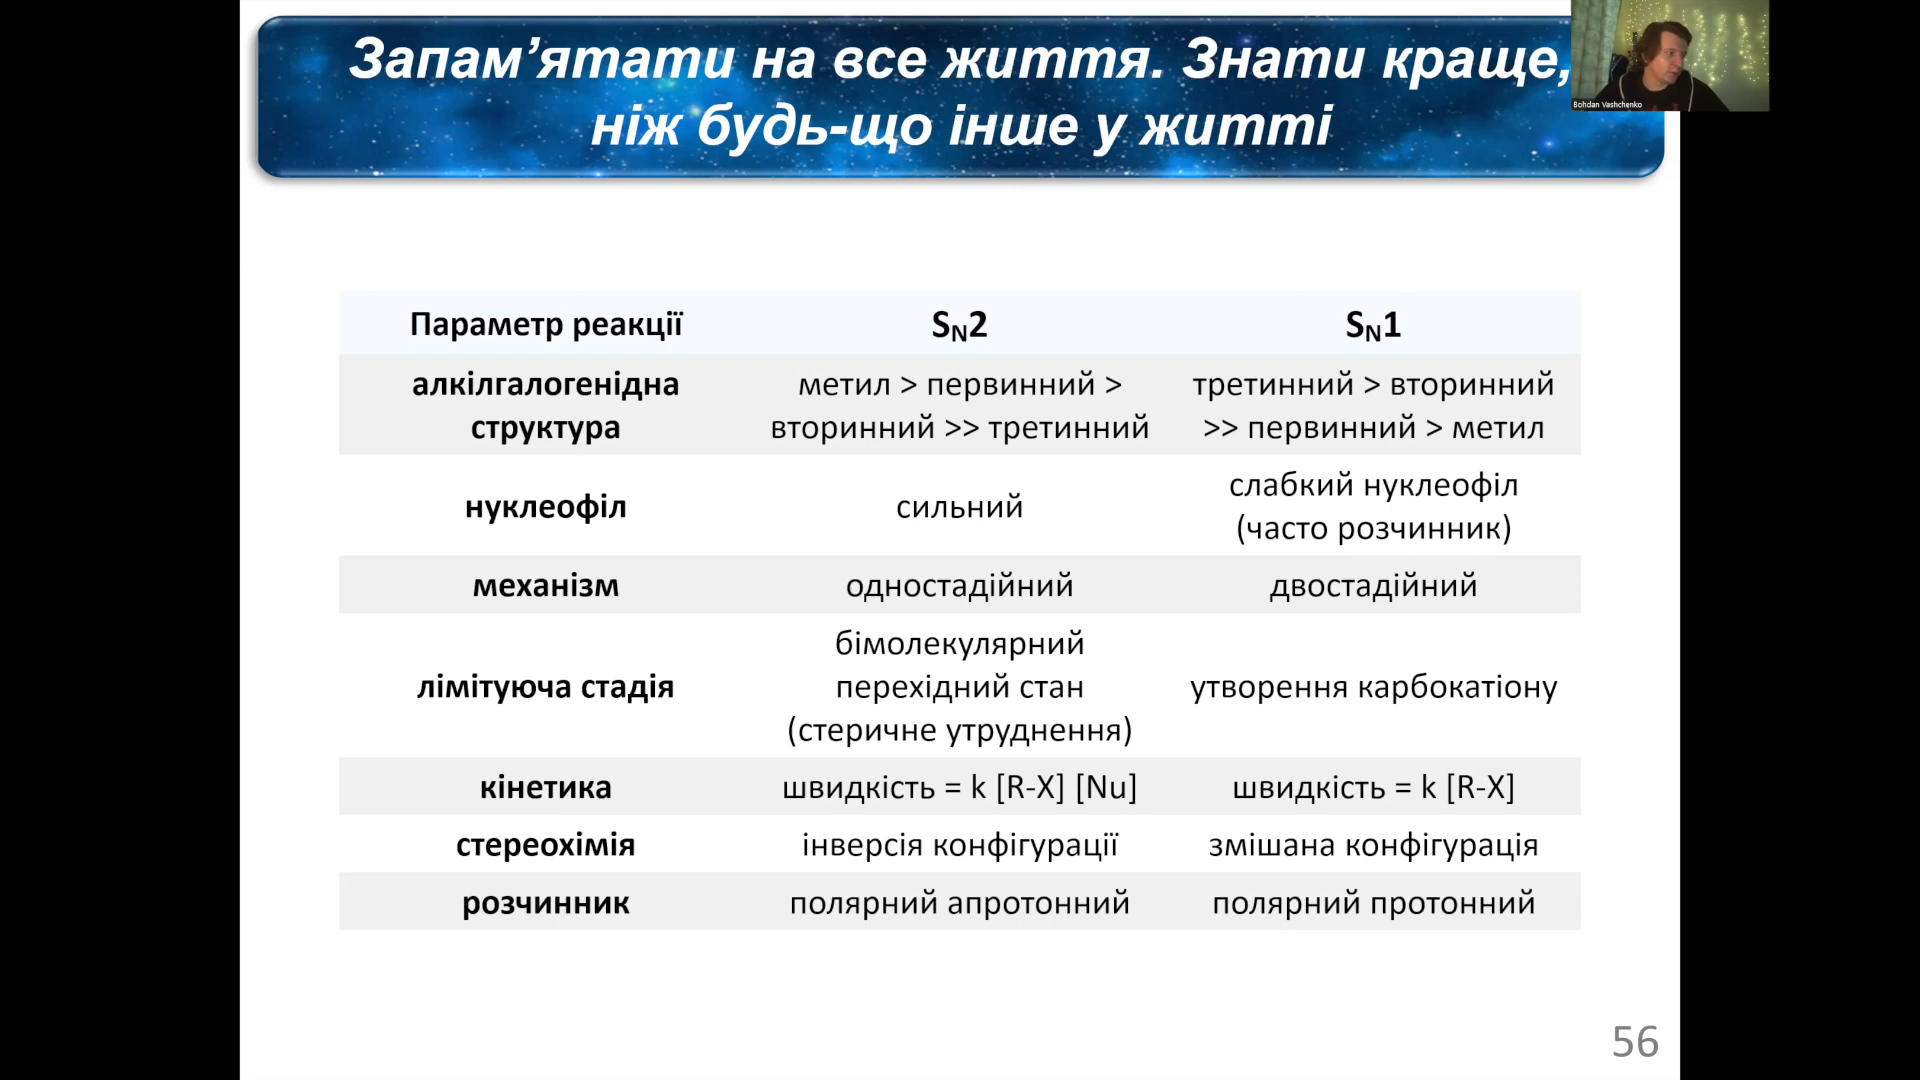 Запам’ятати на все життя. Знати краще,
ніж будь-що інше у житті
Bohdan Vashchenko
Параметр реакції SN2 SN1
алкілгалогенідна структура метил > первинний > вторинний >> третинний третинний > вторинний >> первинний > метил
нуклеофіл сильний слабкий нуклеофіл (часто розчинник)
механізм одностадійний двостадійний
лімітуюча стадія бімолекулярний перехідний стан (стеричне утруднення) утворення карбокатіону
кінетика швидкість = k [R-X] [Nu] швидкість = k [R-X]
стереохімія інверсія конфігурації змішана конфігурація
розчинник полярний апротонний полярний протонний
56